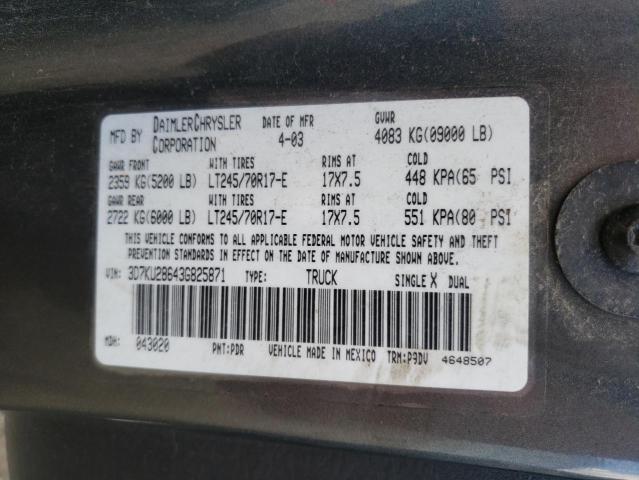 MFD BY DAIMLERCHRYSLER CORPORATION DATE OF MFR 4-03 GVWR 4083 KG(09000 LB)
GAWR FRONT WITH TIRES RIMS AT COLD
2359 KG(5200 LB) LT245/70R17-E 17X7.5 448 KPA(65 PSI
GAWR REAR WITH TIRES RIMS AT COLD
2722 KG(6000 LB) LT245/70R17-E 17X7.5 551 KPA(80 PSI
THIS VEHICLE CONFORMS TO ALL APPLICABLE FEDERAL MOTOR VEHICLE SAFETY AND THEFT
PREVENTION STANDARDS IN EFFECT ON THE DATE OF MANUFACTURE SHOWN ABOVE.
VIN: 3D7KU28643G825871 TYPE: TRUCK SINGLE X DUAL
MDH: 043020 PNT:PDR VEHICLE MADE IN MEXICO TRM:P9DV 4648507